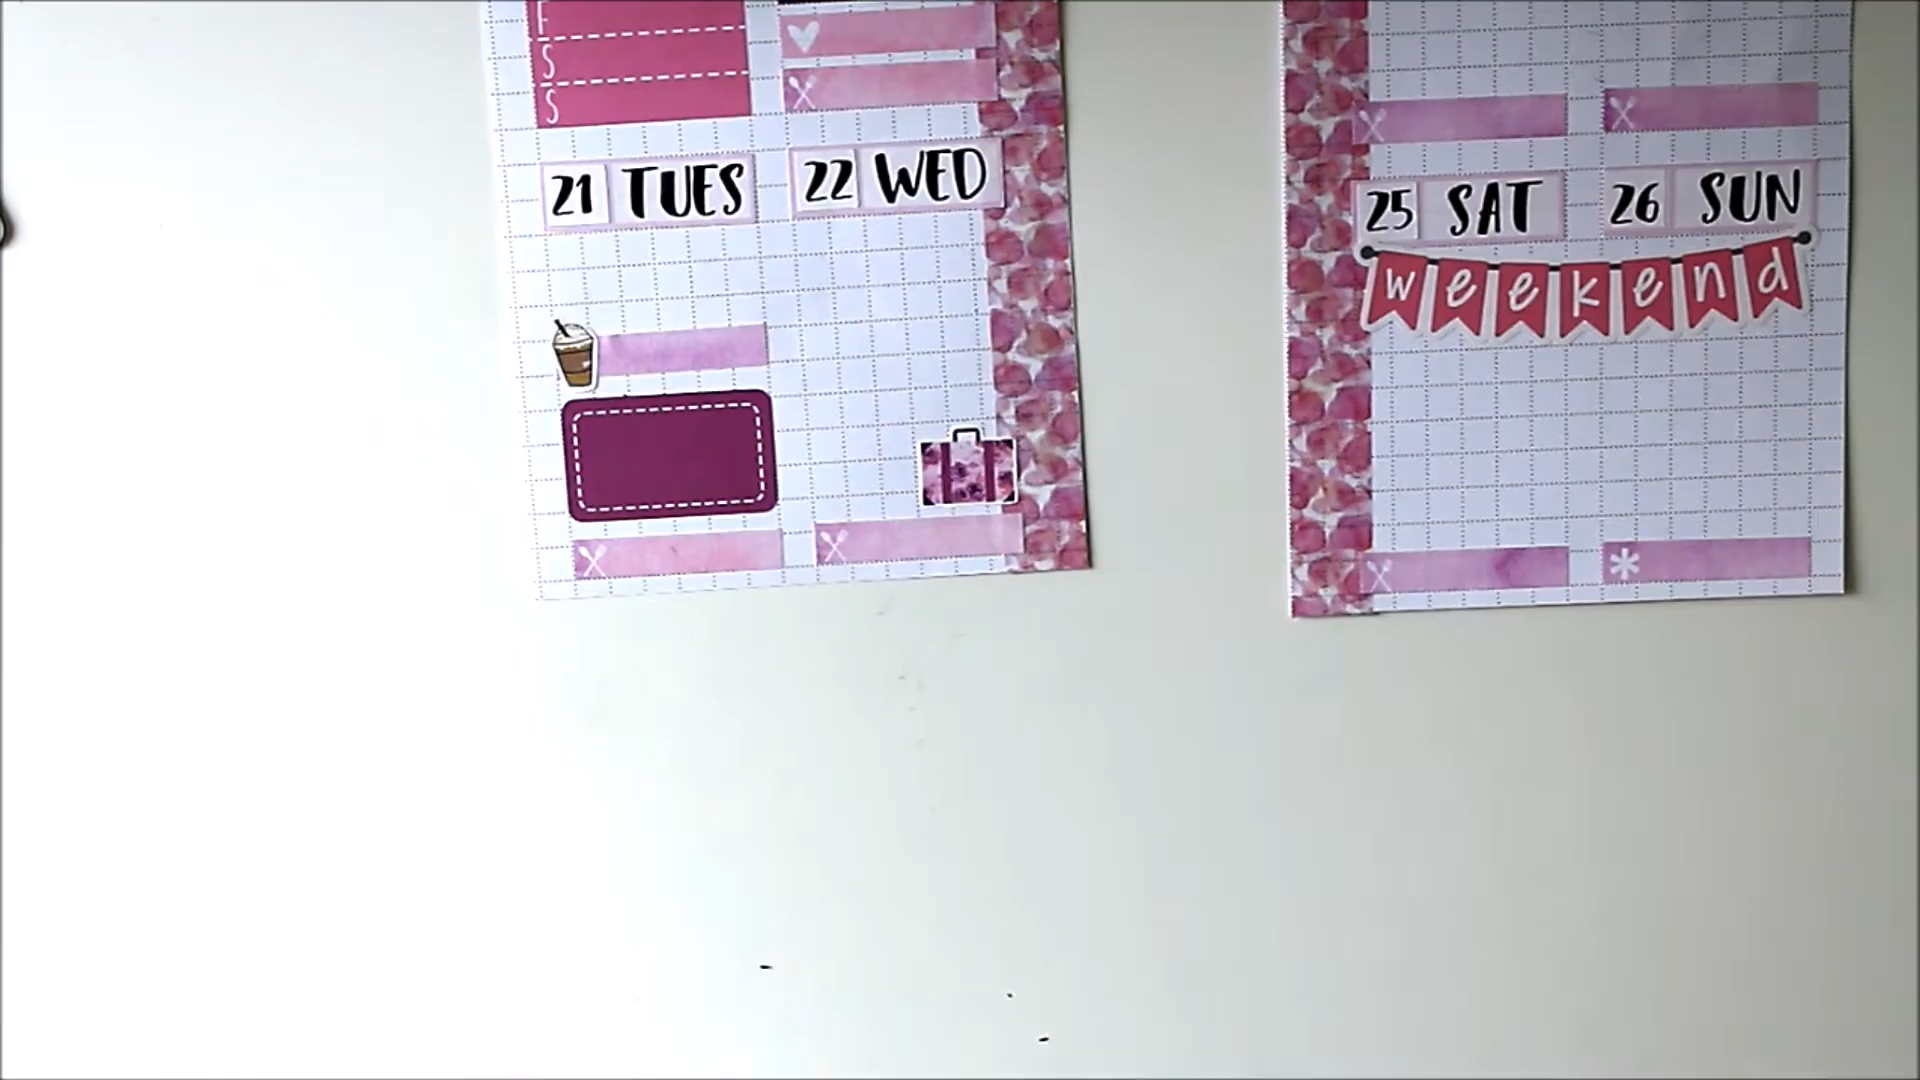 F
S
S
21 TUES
22 WED
25 SAT
26 SUN
weekend